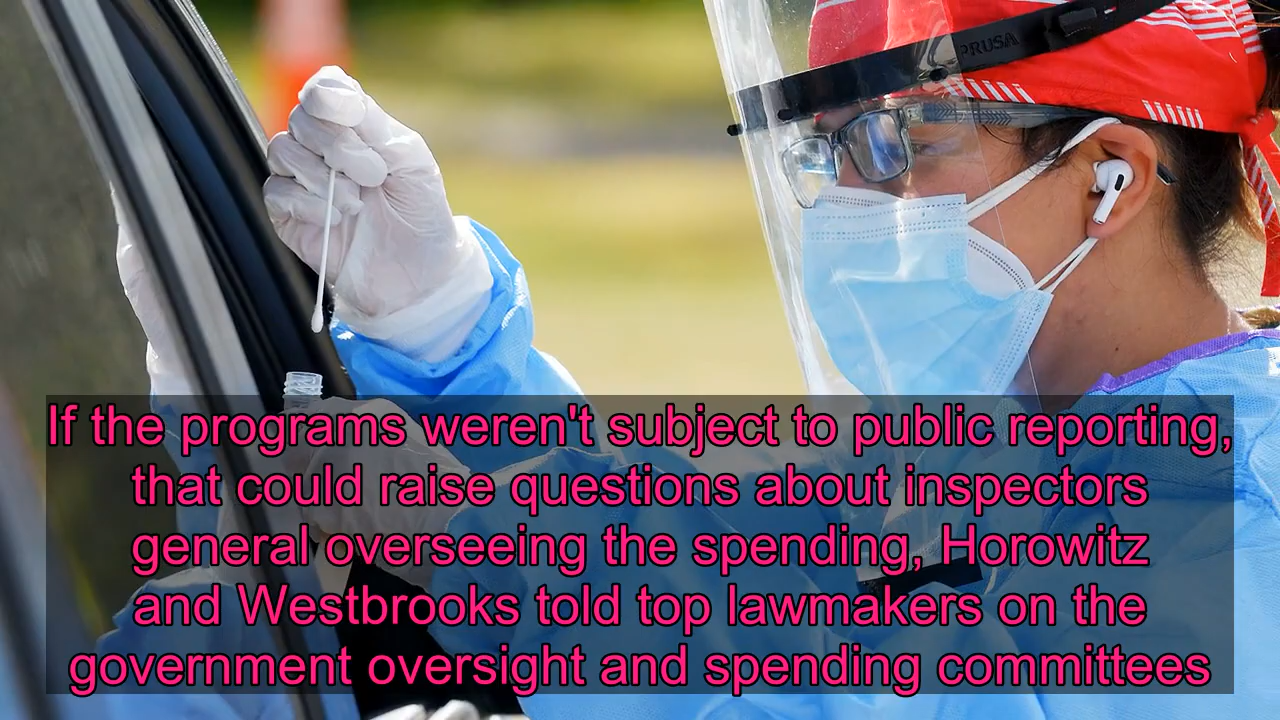 PRUSA
If the programs weren't subject to public reporting,
that could raise questions about inspectors
general overseeing the spending, Horowitz
and Westbrooks told top lawmakers on the
government oversight and spending committees